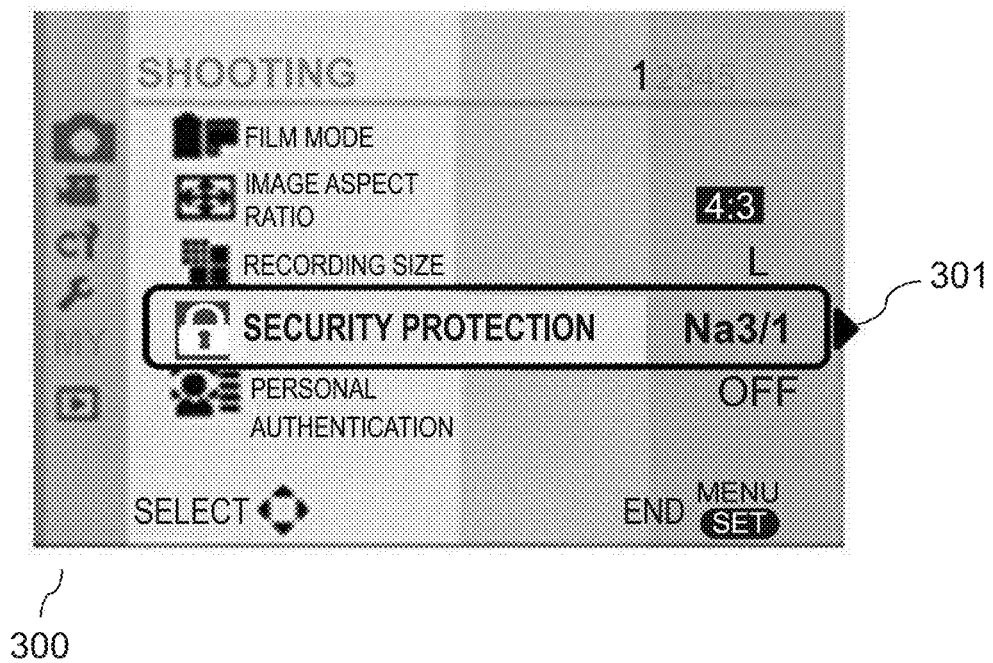 SHOOTING 1
FILM MODE
IMAGE ASPECT
RATIO
4:3
RECORDING SIZE L
SECURITY PROTECTION Na3/1
301
PERSONAL OFF
AUTHENTICATION
SELECT END MENU
SET
300